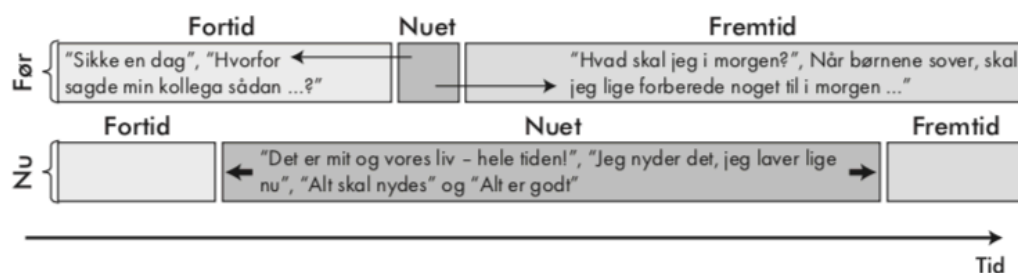 Fortid Nuet Fremtid
Før
"Sikke en dag", "Hvorfor
sagde min kollega sådan ...?"
"Hvad skal jeg i morgen?", Når børnene sover, skal
jeg lige forberede noget til i morgen ..."
Fortid Nuet Fremtid
Nu
"Det er mit og vores liv – hele tiden!", "Jeg nyder det, jeg laver lige
nu", "Alt skal nydes" og "Alt er godt"
Tid